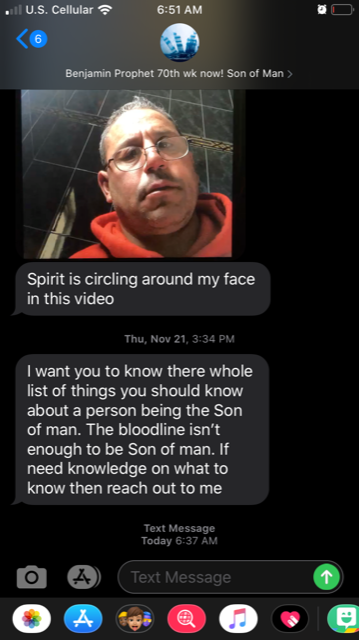 U.S. Cellular
6:51 AM
6
Benjamin Prophet 70th wk now! Son of Man
Spirit is circling around my face
in this video
Thu, Nov 21, 3:34 PM
I want you to know there whole
list of things you should know
about a person being the Son
of man. The bloodline isn’t
enough to be Son of man. If
need knowledge on what to
know then reach out to me
Text Message
Today 6:37 AM
Text Message